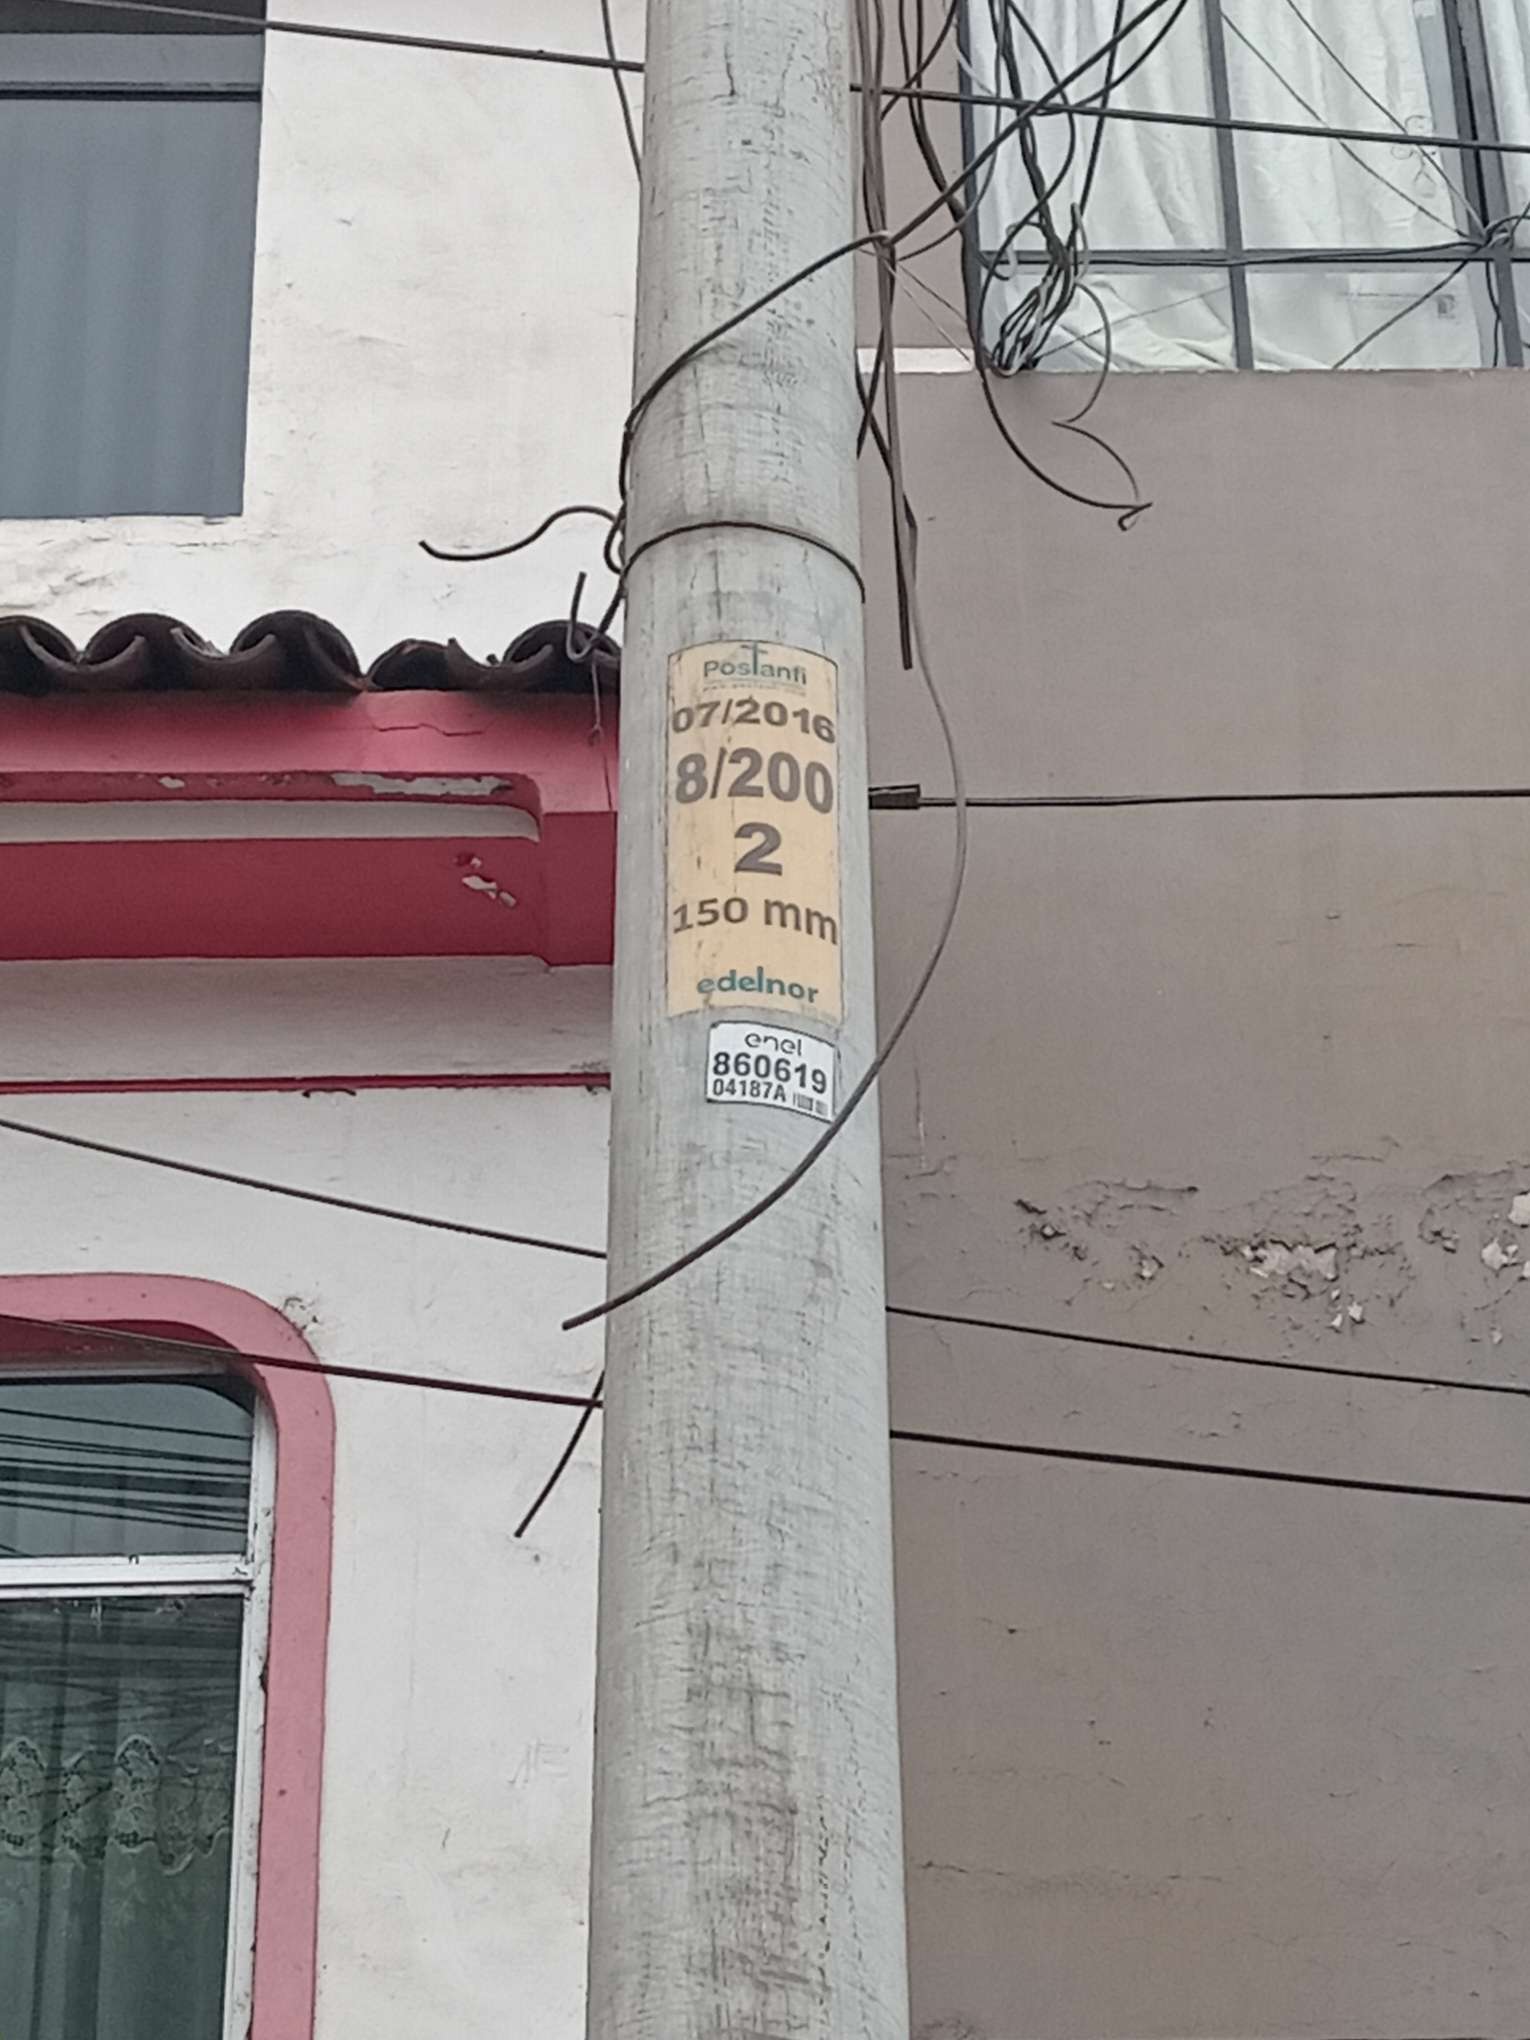 Postanfi
07/2016
8/200
2
150 mm
edelnor
enel
860619
04187A